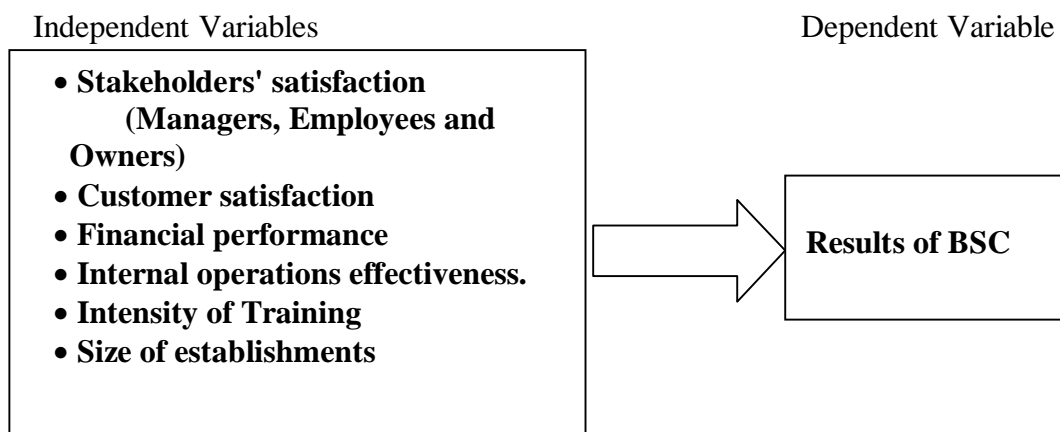 Independent Variables
Dependent Variable
• Stakeholders' satisfaction
(Managers, Employees and
Owners)
• Customer satisfaction
• Financial performance
• Internal operations effectiveness.
• Intensity of Training
• Size of establishments
Results of BSC